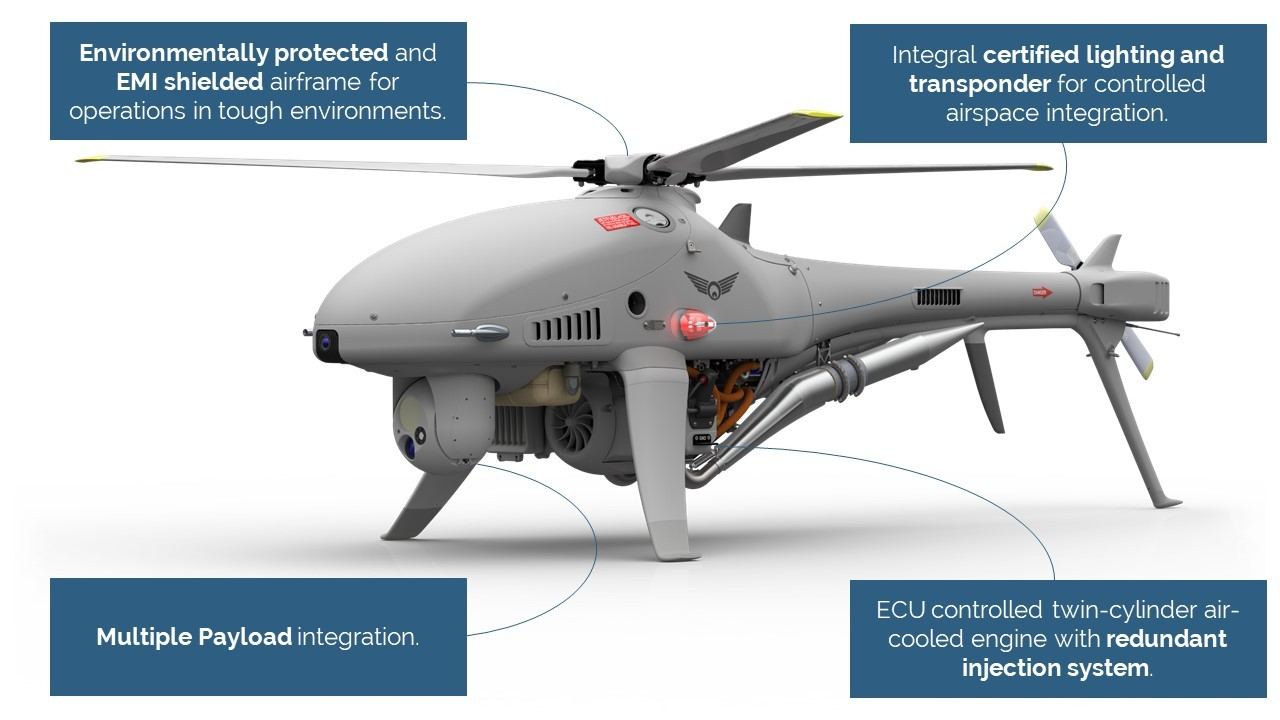 Environmentally protected and
EMI shielded airframe for
operations in tough environments.
Integral certified lighting and
transponder for controlled
airspace integration.
DANGER
GND
Multiple Payload integration.
ECU controlled twin-cylinder air-
cooled engine with redundant
injection system.